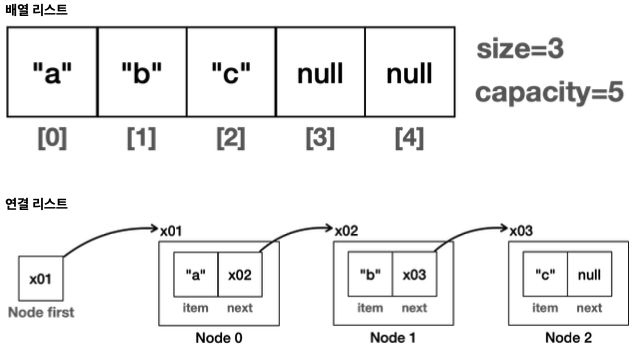 배열 리스트
"a" "b" "c" null null
size=3
capacity=5
[0] [1] [2] [3] [4]
연결 리스트
x01 x02 x03
x01 "a" x02 "b" x03 "c" null
Node first item next item next item next
Node 0 Node 1 Node 2